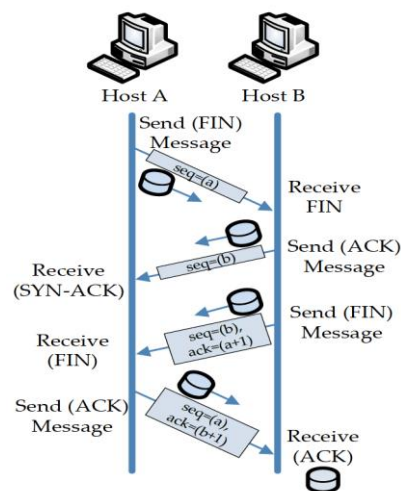 Host A
Host B
Send (FIN)
Message
seq=(a)
Receive
FIN
Send (ACK)
Message
seq=(b)
Receive
(SYN-ACK)
Send (FIN)
Message
seq=(b),
ack=(a+1)
Receive
(FIN)
Send (ACK)
Message
seq=(a),
ack=(b+1)
Receive
(ACK)